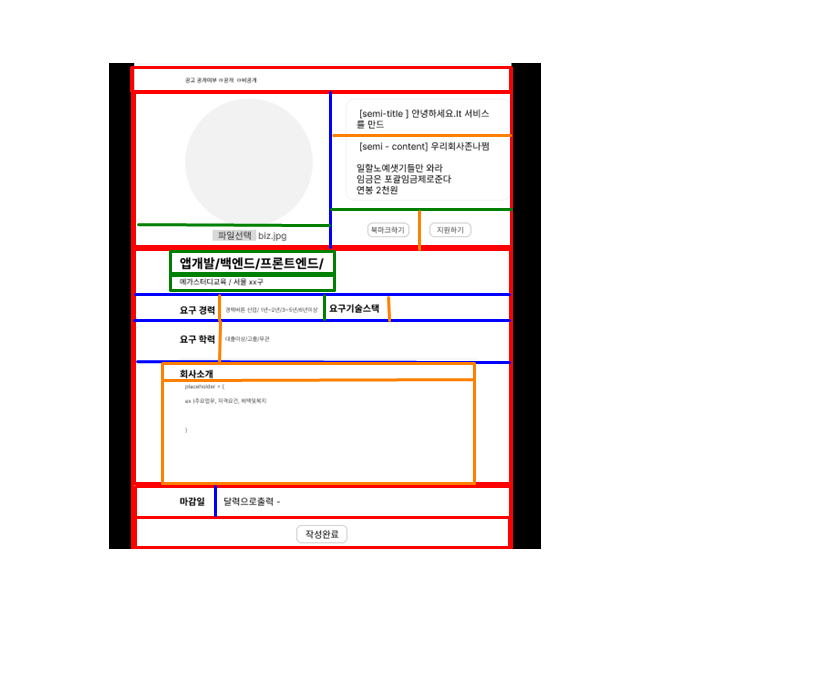 공고 공개여부 ㅁ공개 ㅁ비공개
[semi-title ] 안녕하세요.It 서비스
를 만드
[semi - content] 우리회사존나쩜
일할노예샛기들만 와라
임금은 포괄임금제로준다
연봉 2천원
파일선택 biz.jpg
북마크하기
지원하기
앱개발/백엔드/프론트엔드/
메가스터디교육 / 서울 xx구
요구 경력
경력버튼 신입/ 1년~2년/3~5년/6년이상
요구기술스택
요구 학력
대졸이상/고졸/무관
회사소개
placeholder = {
ex )주요업무, 자격요건, 혜택및복지
}
마감일
달력으로출력 -
작성완료